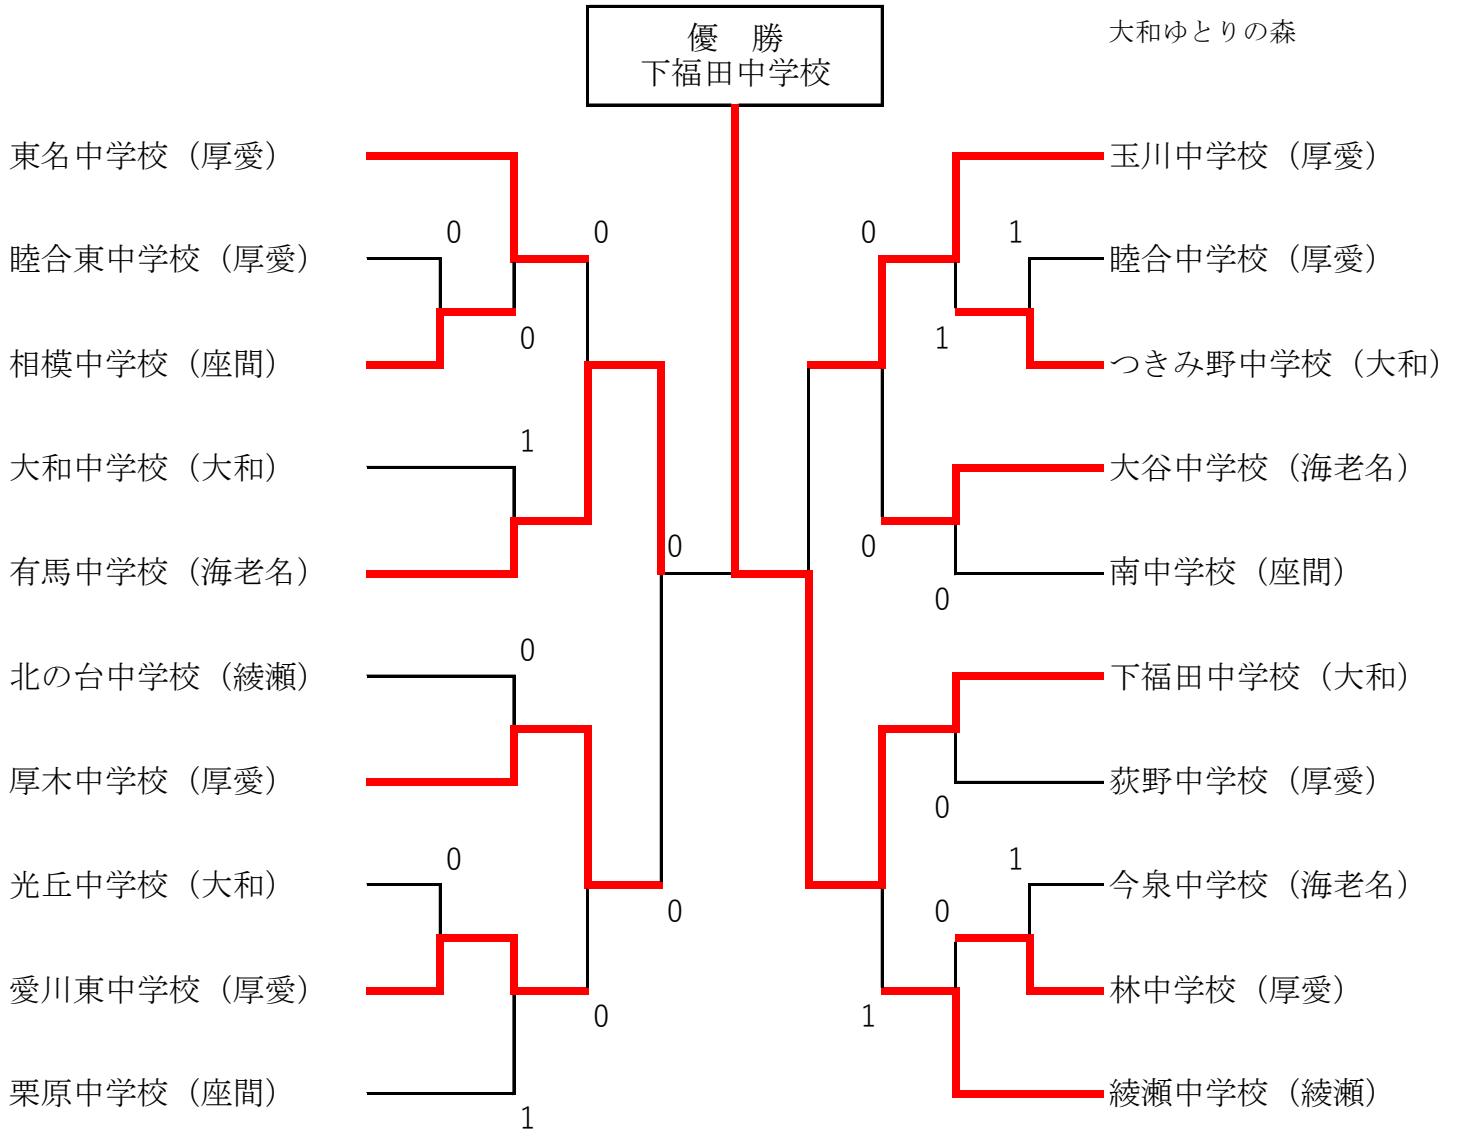 優　勝
下福田中学校
大和ゆとりの森
東名中学校（厚愛）
玉川中学校（厚愛）
0
0
0
1
睦合東中学校（厚愛）
睦合中学校（厚愛）
0
1
相模中学校（座間）
つきみ野中学校（大和）
1
大和中学校（大和）
大谷中学校（海老名）
0
0
有馬中学校（海老名）
南中学校（座間）
0
0
北の台中学校（綾瀬）
下福田中学校（大和）
厚木中学校（厚愛）
荻野中学校（厚愛）
0
0
1
光丘中学校（大和）
今泉中学校（海老名）
0
0
愛川東中学校（厚愛）
林中学校（厚愛）
0
1
栗原中学校（座間）
綾瀬中学校（綾瀬）
1